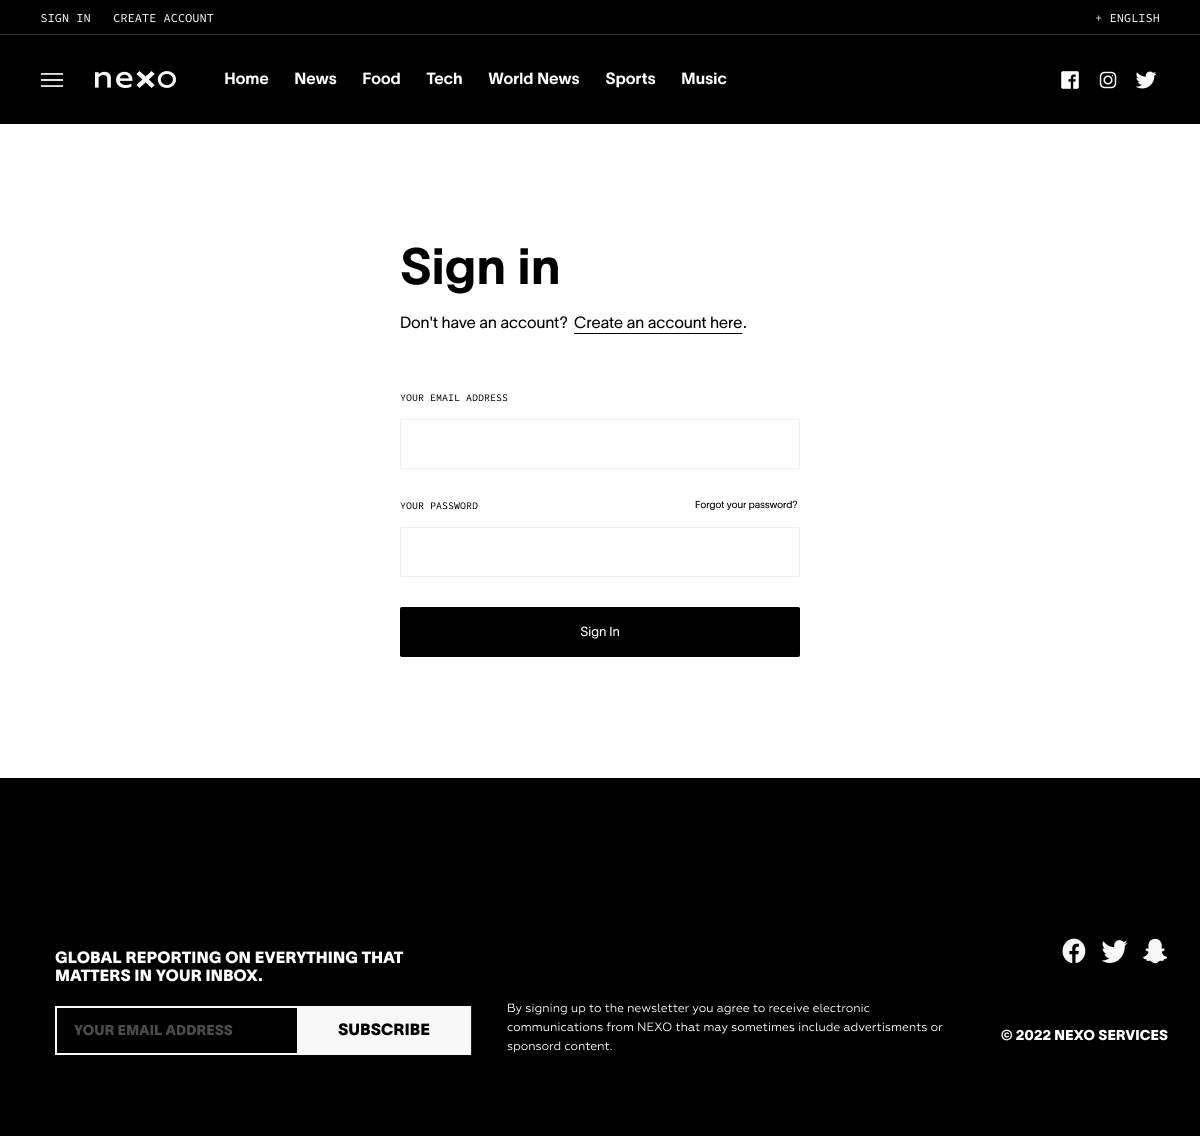 SIGN IN CREATE ACCOUNT + ENGLISH
nexo Home News Food Tech World News Sports Music
Sign in
Don't have an account? Create an account here.
YOUR EMAIL ADDRESS
YOUR PASSWORD Forgot your password?
Sign In
GLOBAL REPORTING ON EVERYTHING THAT
MATTERS IN YOUR INBOX.
YOUR EMAIL ADDRESS SUBSCRIBE
By signing up to the newsletter you agree to receive electronic
communications from NEXO that may sometimes include advertisments or
sponsord content.
© 2022 NEXO SERVICES